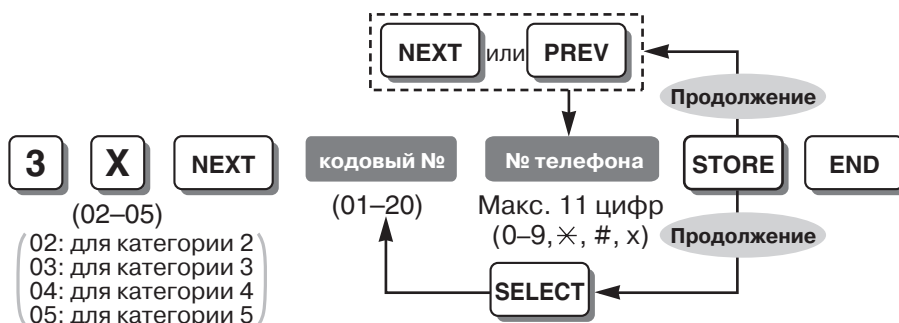 NEXT или PREV
Продолжение
3 X NEXT кодовый № № телефона STORE END
(02–05) (01–20) Макс. 11 цифр
(0–9, ✳, #, x) Продолжение
02: для категории 2
03: для категории 3
04: для категории 4
05: для категории 5
SELECT